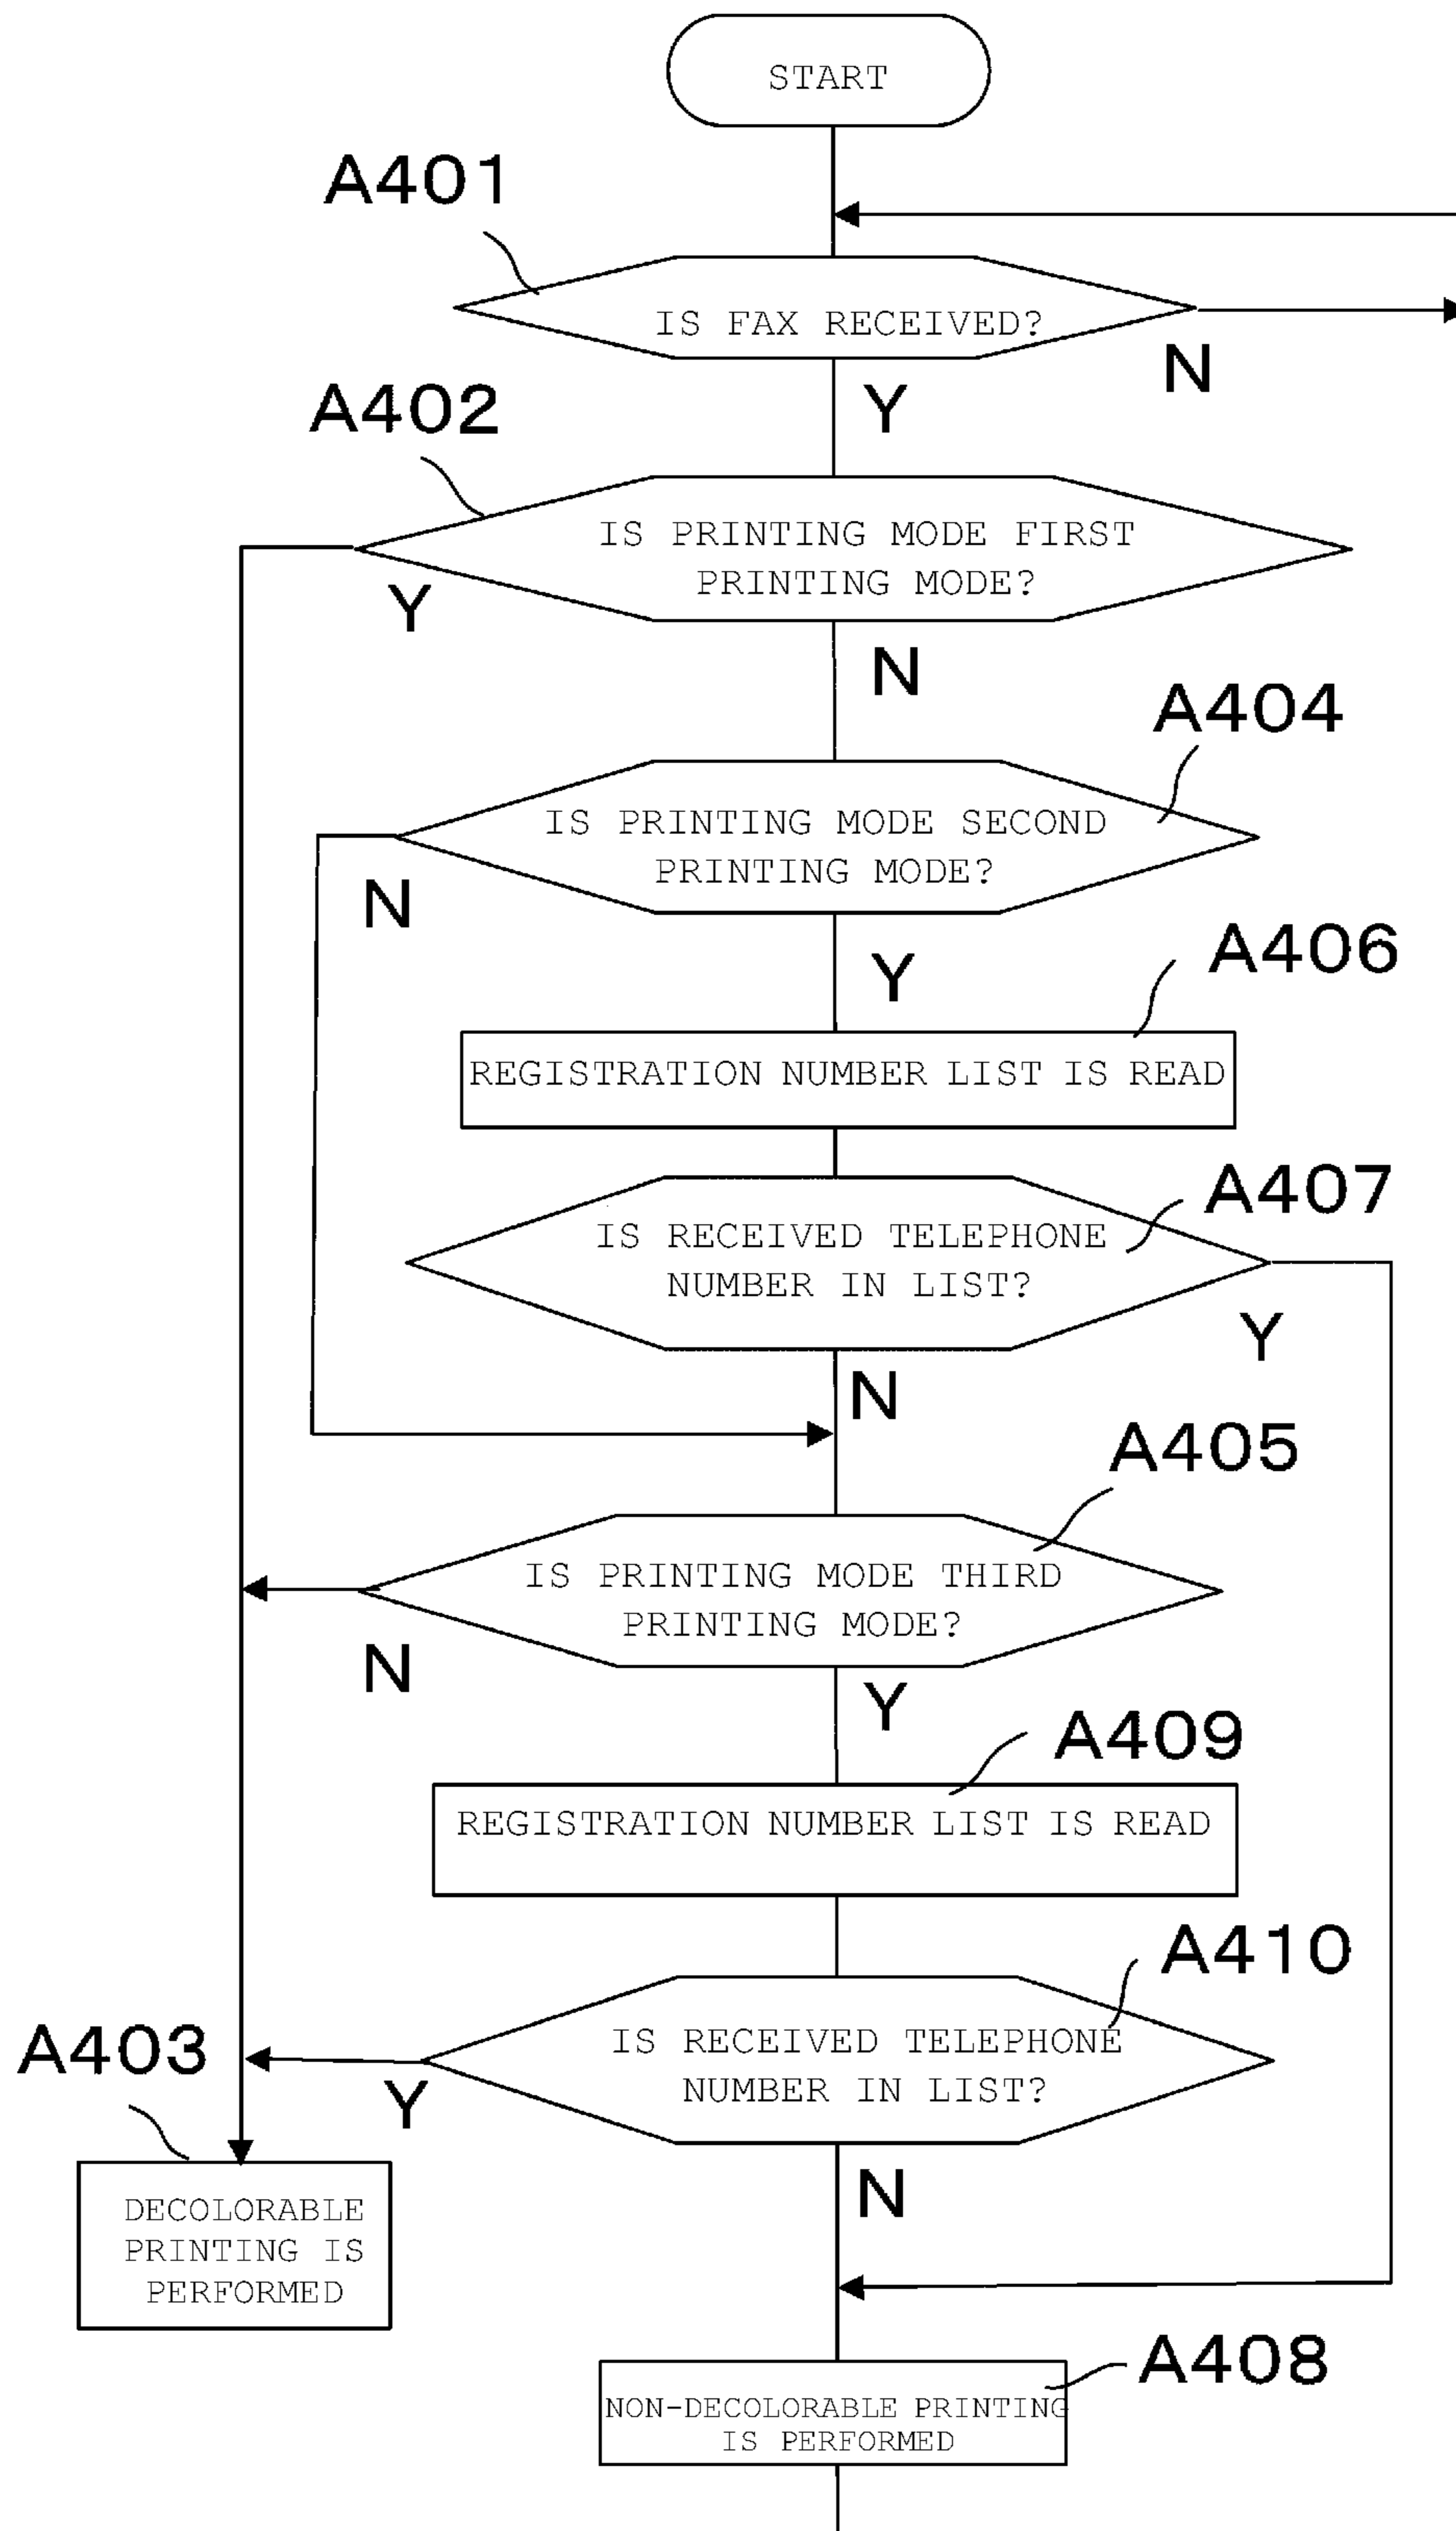 START
A401
IS FAX RECEIVED?
N
Y
A402
IS PRINTING MODE FIRST
PRINTING MODE?
Y
N
A404
IS PRINTING MODE SECOND
PRINTING MODE?
N
Y
A406
REGISTRATION NUMBER LIST IS READ
A407
IS RECEIVED TELEPHONE
NUMBER IN LIST?
Y
N
A405
IS PRINTING MODE THIRD
PRINTING MODE?
N
Y
A409
REGISTRATION NUMBER LIST IS READ
A410
IS RECEIVED TELEPHONE
NUMBER IN LIST?
Y
N
A403
DECOLORABLE
PRINTING IS
PERFORMED
A408
NON-DECOLORABLE PRINTING
IS PERFORMED